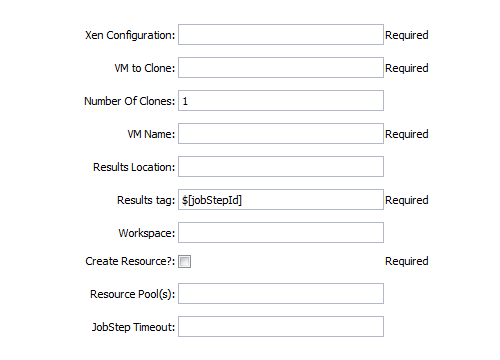 Xen Configuration: Required
VM to Clone: Required
Number Of Clones: 1
VM Name: Required
Results Location:
Results tag: $[jobStepId] Required
Workspace:
Create Resource?: Required
Resource Pool(s):
JobStep Timeout: